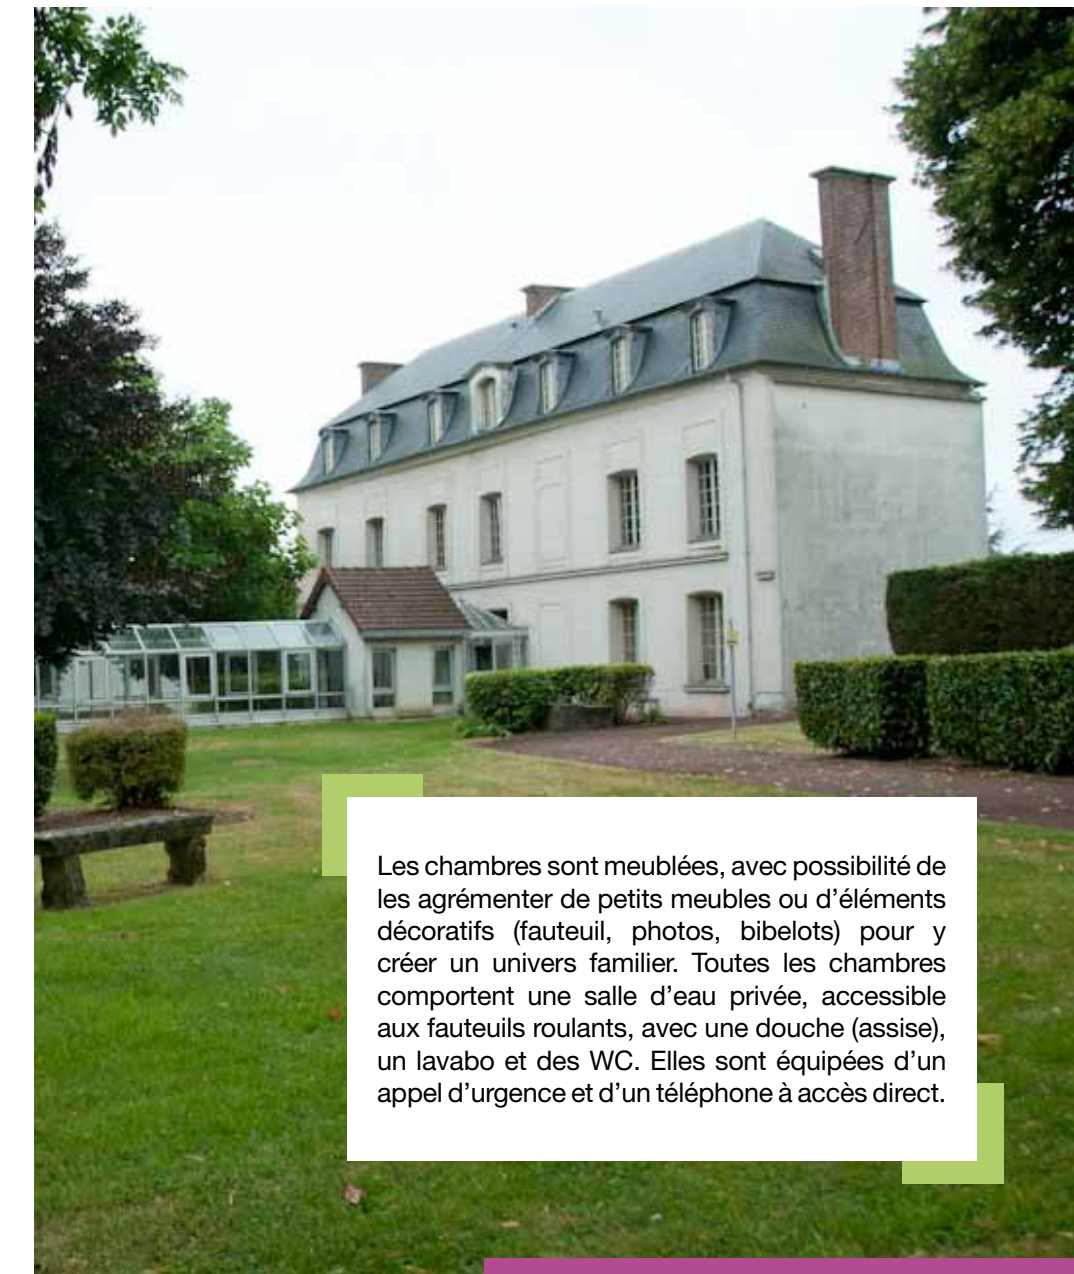 Les chambres sont meublées, avec possibilité de
les agrémenter de petits meubles ou d’éléments
décoratifs (fauteuil, photos, bibelots) pour y
créer un univers familier. Toutes les chambres
comportent une salle d’eau privée, accessible
aux fauteuils roulants, avec une douche (assise),
un lavabo et des WC. Elles sont équipées d’un
appel d’urgence et d’un téléphone à accès direct.